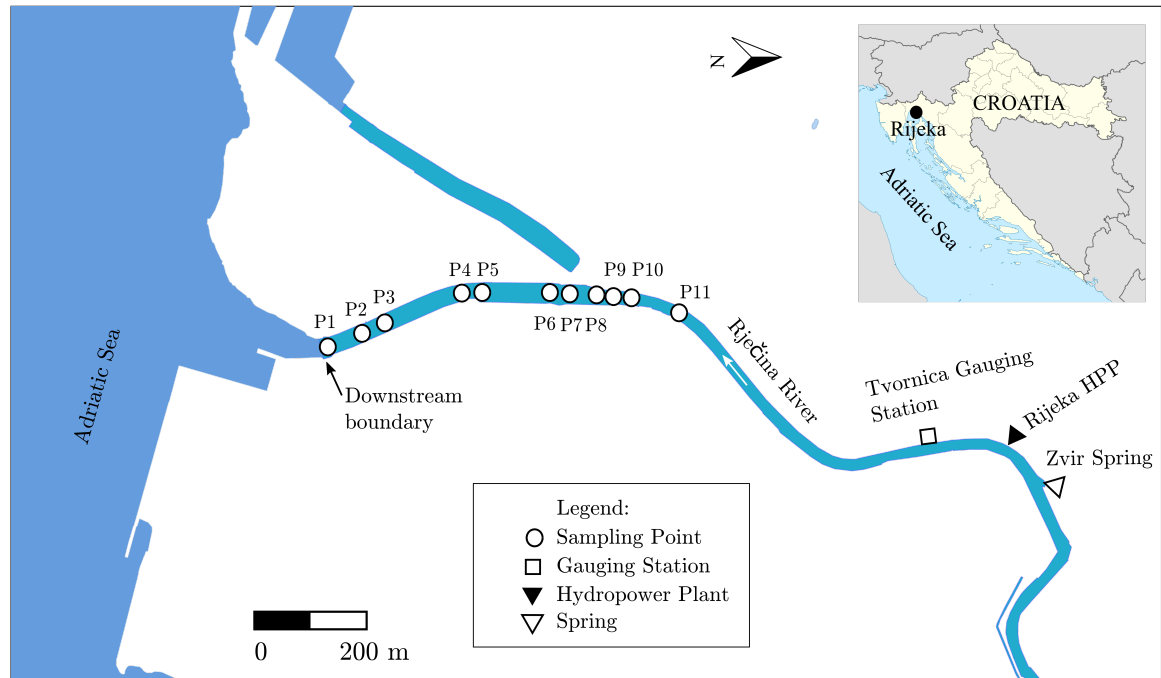 N
CROATIA
Rijeka
Adriatic Sea
P4 P5
P9 P10
P11
P1
P2
P3
P6
P7
P8
Downstream
boundary
Adriatic Sea
Rječina River
Tvornica Gauging
Station
Rijeka HPP
Zvir Spring
Legend:
Sampling Point
Gauging Station
Hydropower Plant
Spring
0
200 m